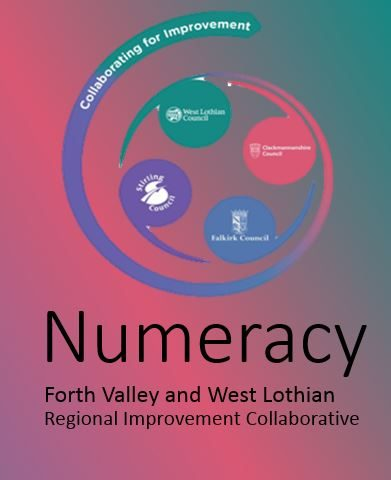 Collaborating for Improvement
West Lothian
Council
Clackmannanshire
Council
Stirling
Council
Falkirk Council
Numeracy
Forth Valley and West Lothian
Regional Improvement Collaborative